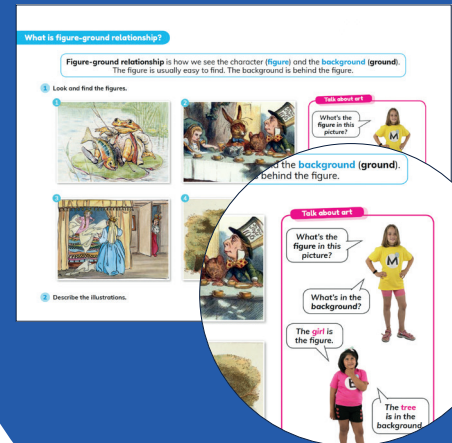 What is figure-ground relationship?
Figure-ground relationship is how we see the character (figure) and the background (ground).
The figure is usually easy to find. The background is behind the figure.
1 Look and find the figures.
1
2
Talk about art
What's the
figure in this
picture?
M
3
4
2 Describe the illustrations.
d the background (ground).
behind the figure.
Talk about art
What's the
figure in this
picture?
M
What's in the
background?
The girl is
the figure.
The tree
is in the
background